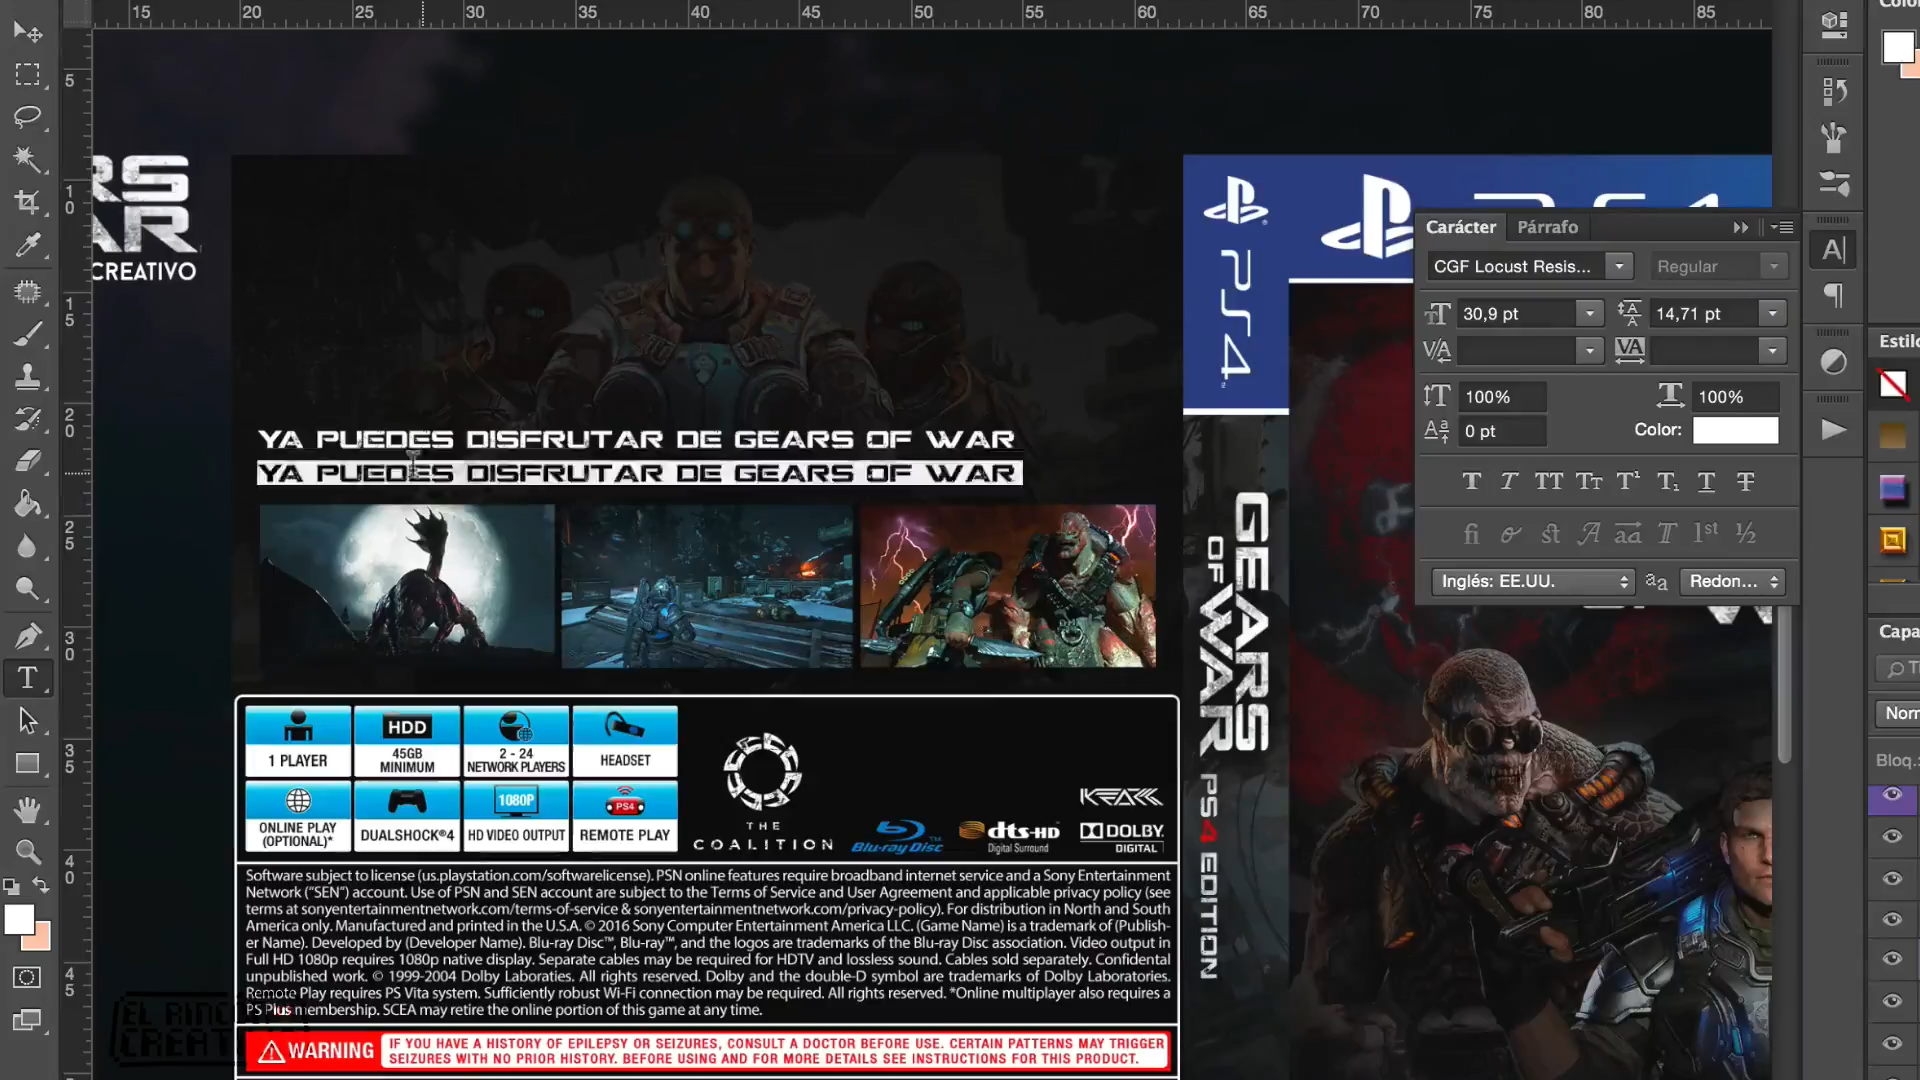 15 20 25 30 35 40 45 50 55 60 65 70 75 80 85
Color
RS
AR
CREATIVO
PS4
PS4
Carácter Párrafo
CGF Locust Resis... Regular
30,9 pt 14,71 pt
100% 100%
0 pt Color:
Inglés: EE.UU. Redon...
Estilo
Capa
Norm
Bloq.:
YA PUEDES DISFRUTAR DE GEARS OF WAR
YA PUEDES DISFRUTAR DE GEARS OF WAR
GEARS
OF WAR
PS4 EDITION
1 PLAYER
HDD
45GB
MINIMUM
2 - 24
NETWORK PLAYERS
HEADSET
ONLINE PLAY
(OPTIONAL)*
DUALSHOCK®4
1080P
HD VIDEO OUTPUT
PS4
REMOTE PLAY
THE
COALITION
Blu-ray Disc™
dts-HD
Digital Surround
DOLBY
DIGITAL
Software subject to license (us.playstation.com/softwarelicense). PSN online features require broadband internet service and a Sony Entertainment
Network (“SEN”) account. Use of PSN and SEN account are subject to the Terms of Service and User Agreement and applicable privacy policy (see
terms at sonyentertainmentnetwork.com/terms-of-service & sonyentertainmentnetwork.com/privacy-policy). For distribution in North and South
America only. Manufactured and printed in the U.S.A. © 2016 Sony Computer Entertainment America LLC. (Game Name) is a trademark of (Publish-
er Name). Developed by (Developer Name). Blu-ray Disc™, Blu-ray™, and the logos are trademarks of the Blu-ray Disc association. Video output in
Full HD 1080p requires 1080p native display. Separate cables may be required for HDTV and lossless sound. Cables sold separately. Confidential
unpublished work. © 1999-2004 Dolby Laboraties. All rights reserved. Dolby and the double-D symbol are trademarks of Dolby Laboratories.
Remote Play requires PS Vita system. Sufficiently robust Wi-Fi connection may be required. All rights reserved. *Online multiplayer also requires a
PS Plus membership. SCEA may retire the online portion of this game at any time.
WARNING
IF YOU HAVE A HISTORY OF EPILEPSY OR SEIZURES, CONSULT A DOCTOR BEFORE USE. CERTAIN PATTERNS MAY TRIGGER
SEIZURES WITH NO PRIOR HISTORY. BEFORE USING AND FOR MORE DETAILS SEE INSTRUCTIONS FOR THIS PRODUCT.